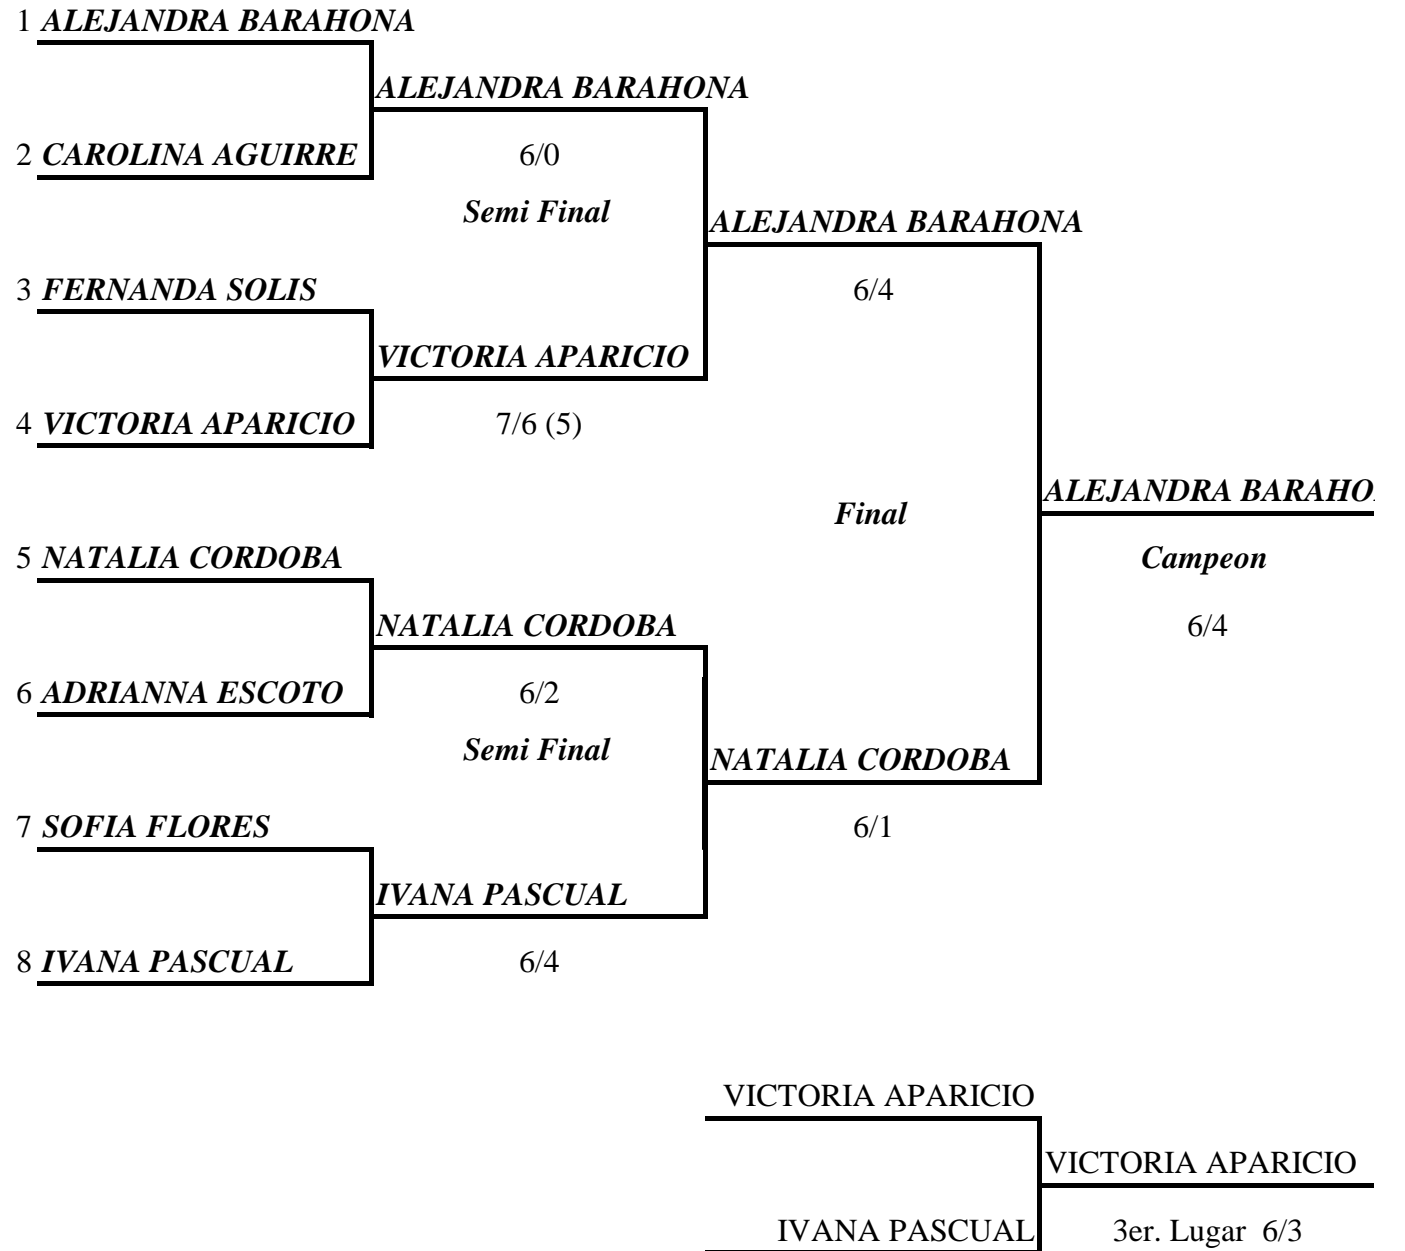 1 ALEJANDRA BARAHONA
ALEJANDRA BARAHONA
2 CAROLINA AGUIRRE
6/0
Semi Final
ALEJANDRA BARAHONA
3 FERNANDA SOLIS
6/4
VICTORIA APARICIO
4 VICTORIA APARICIO
7/6 (5)
ALEJANDRA BARAHO
Final
5 NATALIA CORDOBA
Campeon
NATALIA CORDOBA
6/4
6 ADRIANNA ESCOTO
6/2
Semi Final
NATALIA CORDOBA
7 SOFIA FLORES
6/1
IVANA PASCUAL
8 IVANA PASCUAL
6/4
VICTORIA APARICIO
VICTORIA APARICIO
IVANA PASCUAL
3er. Lugar 6/3